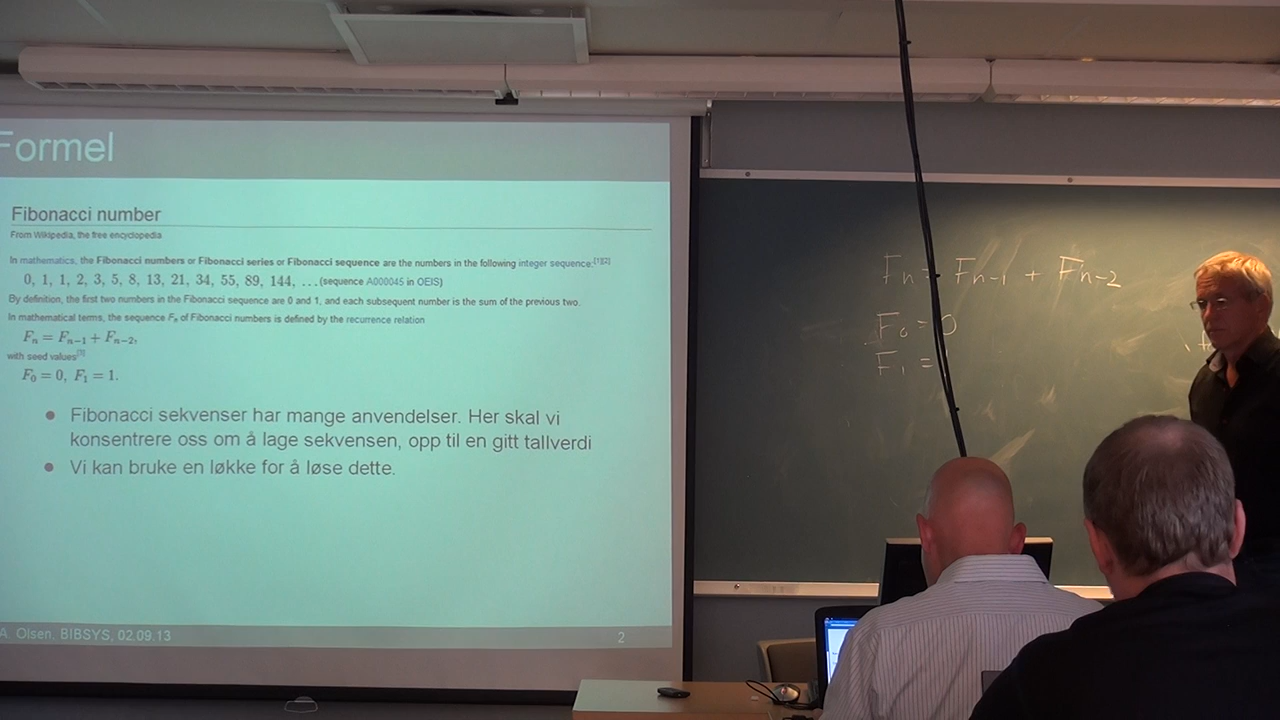 Formel
Fibonacci number
From Wikipedia, the free encyclopedia
In mathematics, the Fibonacci numbers or Fibonacci series or Fibonacci sequence are the numbers in the following integer sequence:[1][2]
0, 1, 1, 2, 3, 5, 8, 13, 21, 34, 55, 89, 144, ... (sequence A000045 in OEIS)
By definition, the first two numbers in the Fibonacci sequence are 0 and 1, and each subsequent number is the sum of the previous two.
In mathematical terms, the sequence Fn of Fibonacci numbers is defined by the recurrence relation
Fn = Fn−1 + Fn−2,
with seed values[3]
F0 = 0, F1 = 1.
• Fibonacci sekvenser har mange anvendelser. Her skal vi
konsentrere oss om å lage sekvensen, opp til en gitt tallverdi
• Vi kan bruke en løkke for å løse dette.
A. Olsen, BIBSYS, 02.09.13 2
Fn = Fn-1 + Fn-2
F0 = 0
F1 =